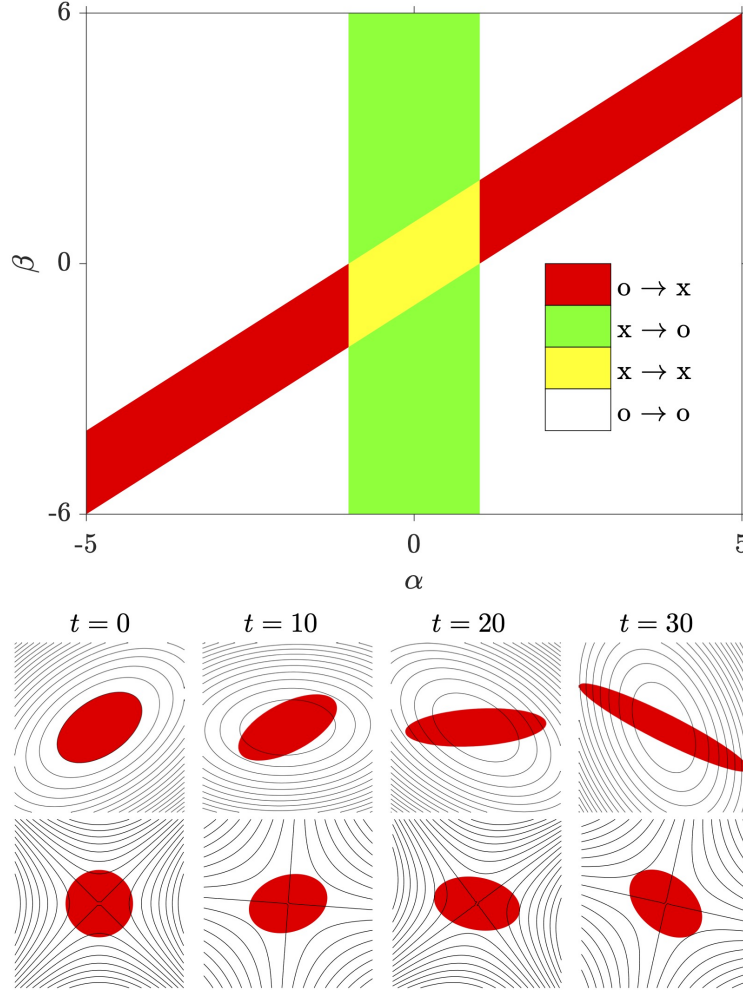 6
β
0
o → x
x → o
x → x
o → o
-6
-5
0
5
α
t = 0
t = 10
t = 20
t = 30